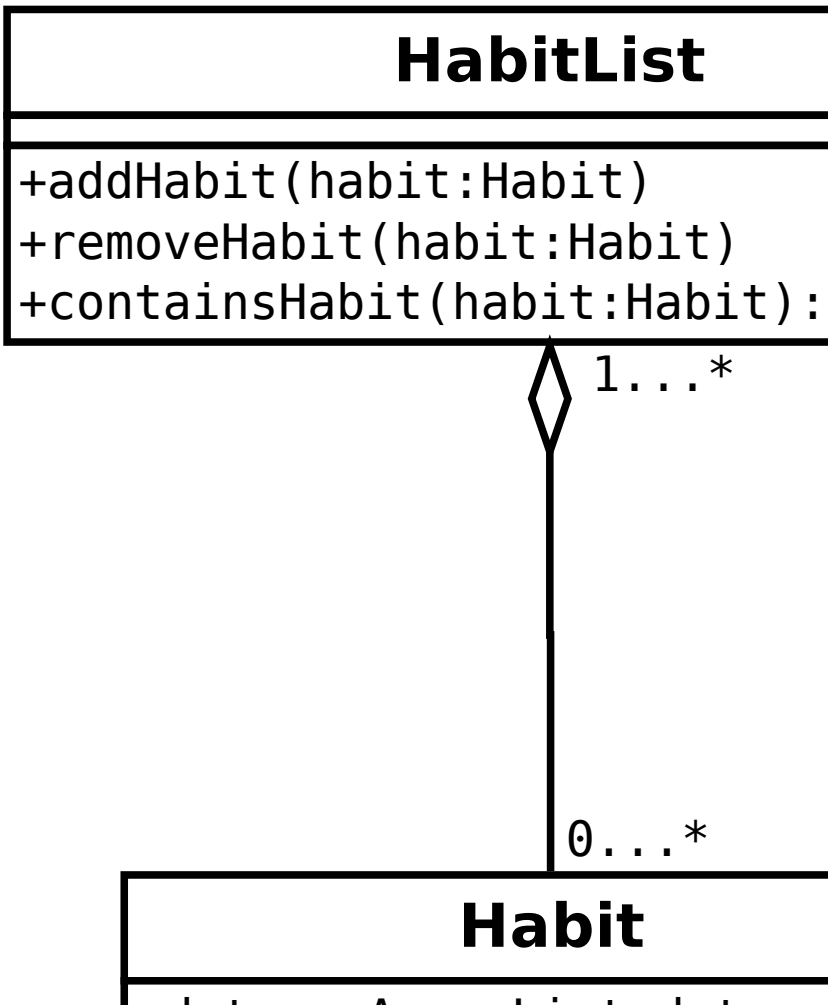 HabitList
+addHabit(habit:Habit)
+removeHabit(habit:Habit)
+containsHabit(habit:Habit):
1...*
0...*
Habit